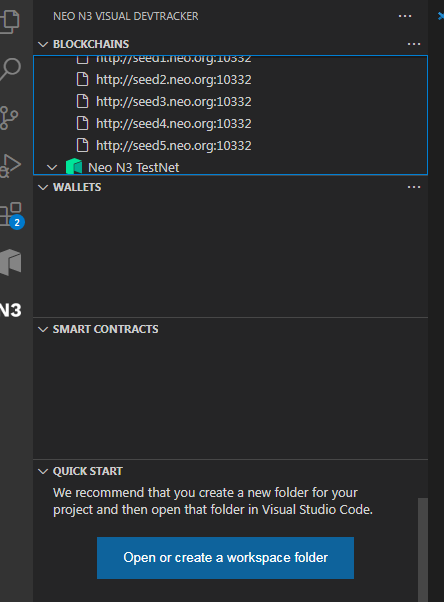 NEO N3 VISUAL DEVTRACKER
BLOCKCHAINS
http://seed1.neo.org:10332
http://seed2.neo.org:10332
http://seed3.neo.org:10332
http://seed4.neo.org:10332
http://seed5.neo.org:10332
Neo N3 TestNet
WALLETS
2
N3
SMART CONTRACTS
QUICK START
We recommend that you create a new folder for your
project and then open that folder in Visual Studio Code.
Open or create a workspace folder